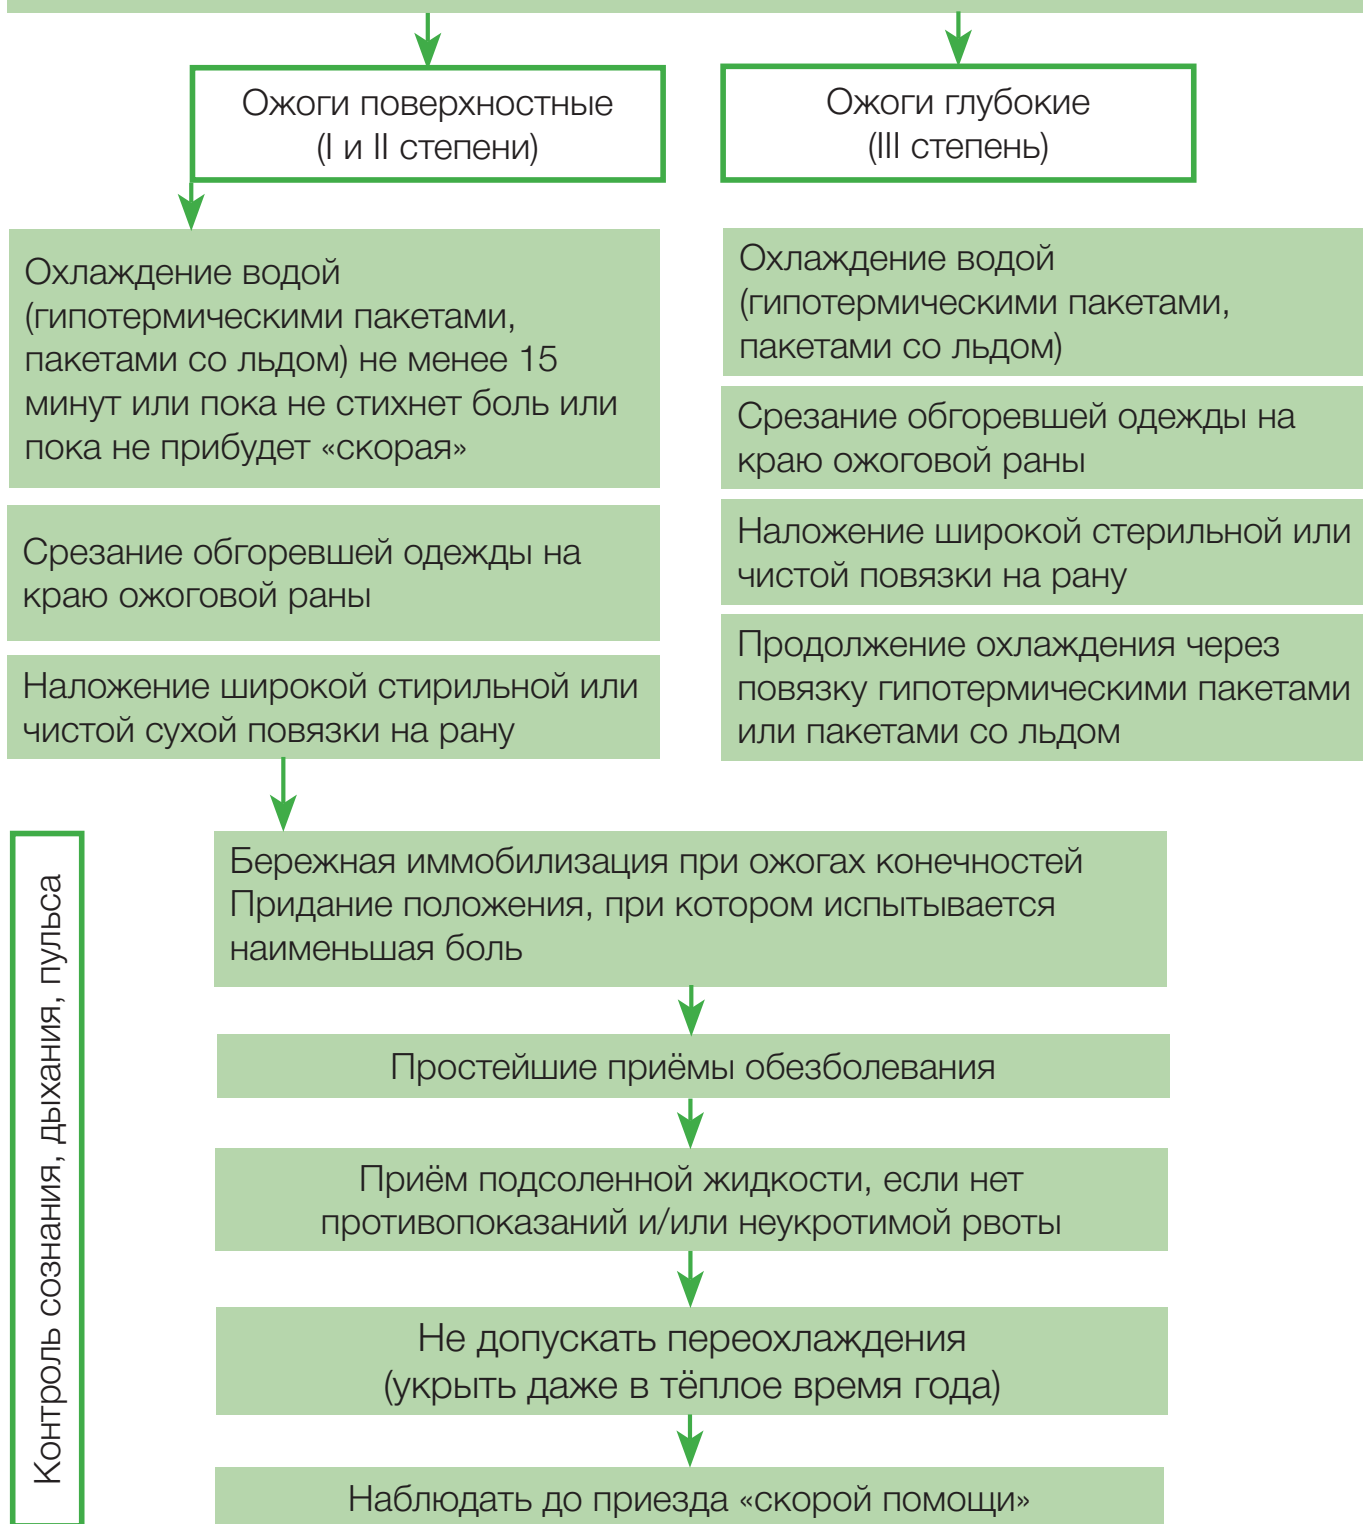 Ожоги поверхностные
(I и II степени)
Ожоги глубокие
(III степень)
Охлаждение водой
(гипотермическими пакетами,
пакетами со льдом) не менее 15
минут или пока не стихнет боль или
пока не прибудет «скорая»
Срезание обгоревшей одежды на
краю ожоговой раны
Наложение широкой стирильной или
чистой сухой повязки на рану
Охлаждение водой
(гипотермическими пакетами,
пакетами со льдом)
Срезание обгоревшей одежды на
краю ожоговой раны
Наложение широкой стерильной или
чистой повязки на рану
Продолжение охлаждения через
повязку гипотермическими пакетами
или пакетами со льдом
Контроль сознания, дыхания, пульса
Бережная иммобилизация при ожогах конечностей
Придание положения, при котором испытывается
наименьшая боль
Простейшие приёмы обезболевания
Приём подсоленной жидкости, если нет
противопоказаний и/или неукротимой рвоты
Не допускать переохлаждения
(укрыть даже в тёплое время года)
Наблюдать до приезда «скорой помощи»